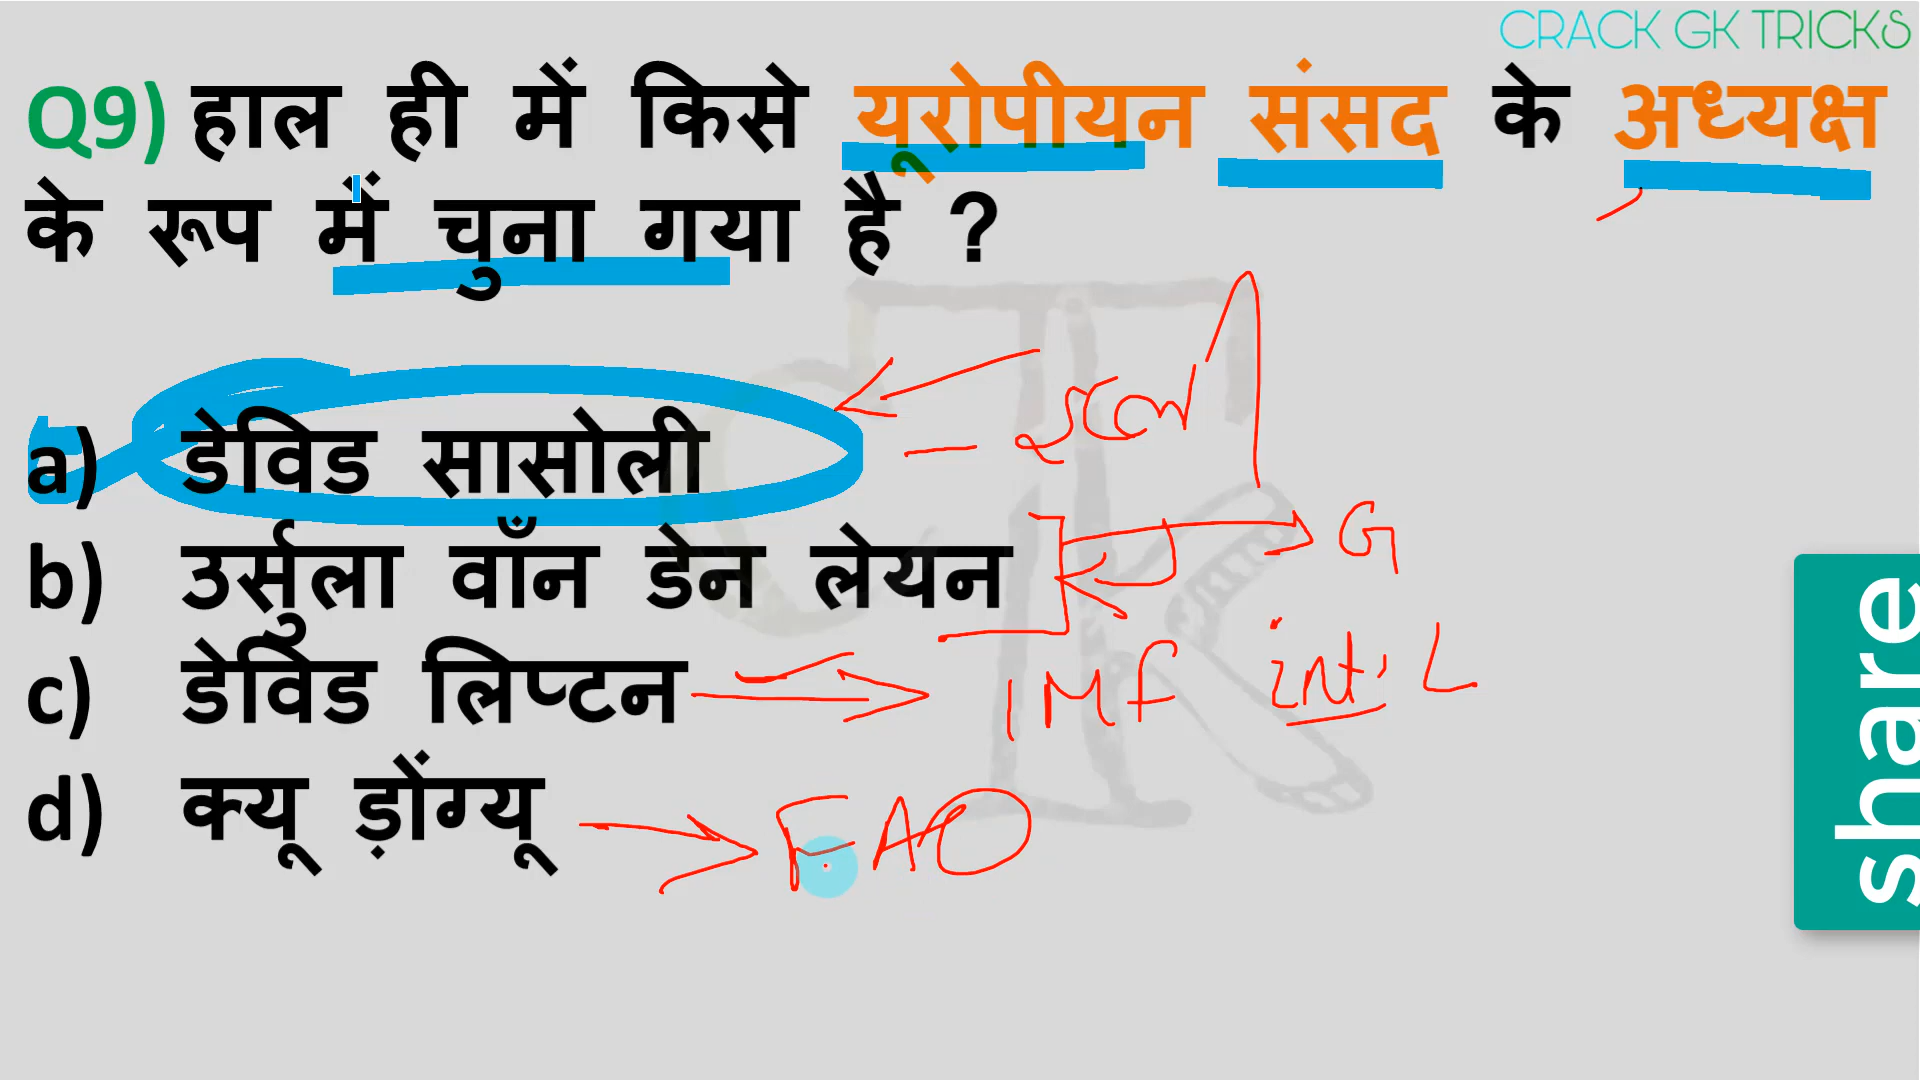 CRACK GK TRICKS
Q9) हाल ही में किसे यूरोपीयन संसद के अध्यक्ष
के रूप में चुना गया है ?
a) डेविड सासोली
b) उर्सुला वॉन डेन लेयन
G
c) डेविड लिप्टन
IMF int. L
d) क्यू ड़ोंग्यू
FAO
share